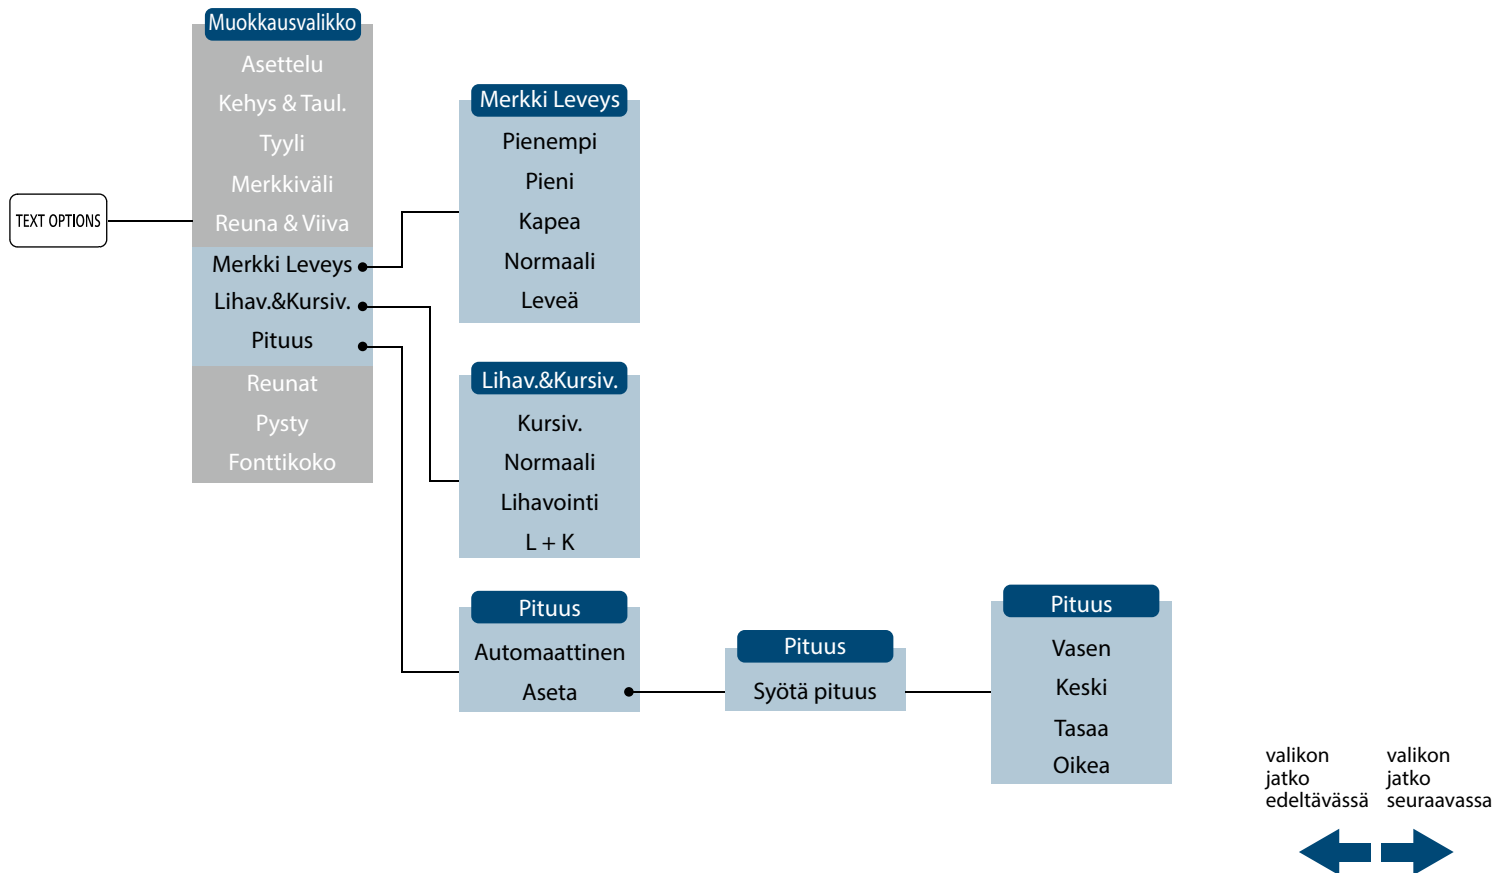 TEXT OPTIONS
Muokkausvalikko
Asettelu
Kehys & Taul.
Tyyli
Merkkiväli
Reuna & Viiva
Merkki Leveys
Lihav.&Kursiv.
Pituus
Reunat
Pysty
Fonttikoko
Merkki Leveys
Pienempi
Pieni
Kapea
Normaali
Leveä
Lihav.&Kursiv.
Kursiv.
Normaali
Lihavointi
L + K
Pituus
Automaattinen
Aseta
Pituus
Syötä pituus
Pituus
Vasen
Keski
Tasaa
Oikea
valikon
jatko
edeltävässä
valikon
jatko
seuraavassa